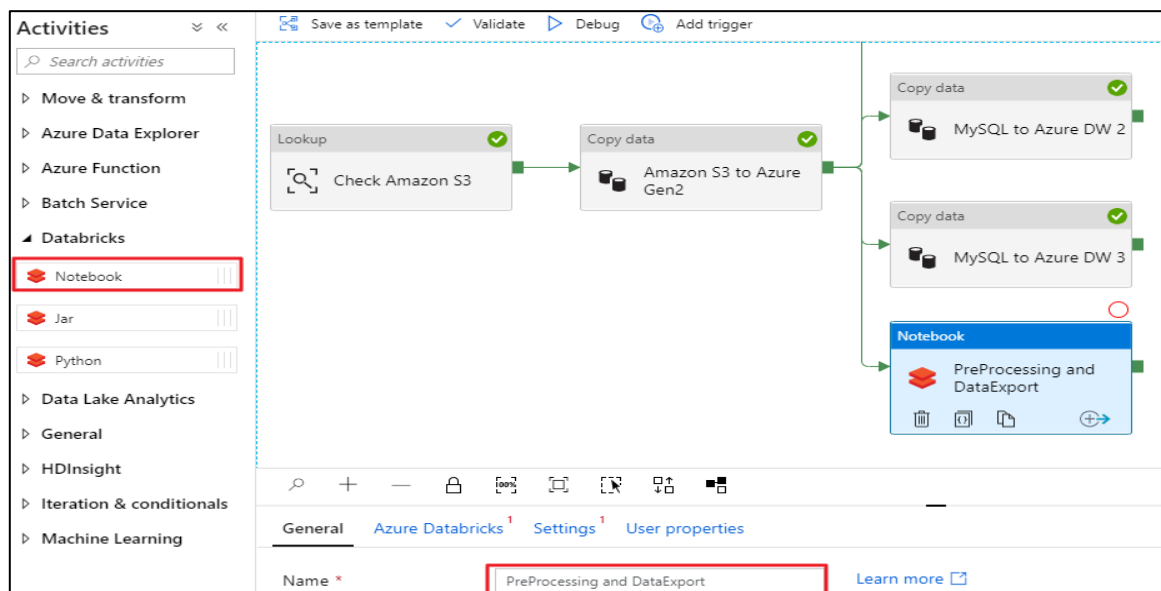 Activities
Search activities
Move & transform
Azure Data Explorer
Azure Function
Batch Service
Databricks
Notebook
Jar
Python
Data Lake Analytics
General
HDInsight
Iteration & conditionals
Machine Learning
Save as template Validate Debug Add trigger
Lookup
Check Amazon S3
Copy data
Amazon S3 to Azure
Gen2
Copy data
MySQL to Azure DW 2
Copy data
MySQL to Azure DW 3
Notebook
PreProcessing and
DataExport
100%
General Azure Databricks 1 Settings 1 User properties
Name * PreProcessing and DataExport Learn more